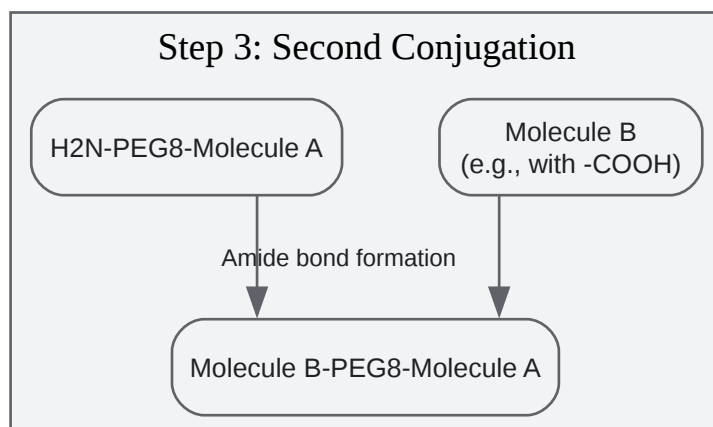 Step 3: Second Conjugation
H2N-PEG8-Molecule A
Molecule B
(e.g., with -COOH)
Amide bond formation
Molecule B-PEG8-Molecule A